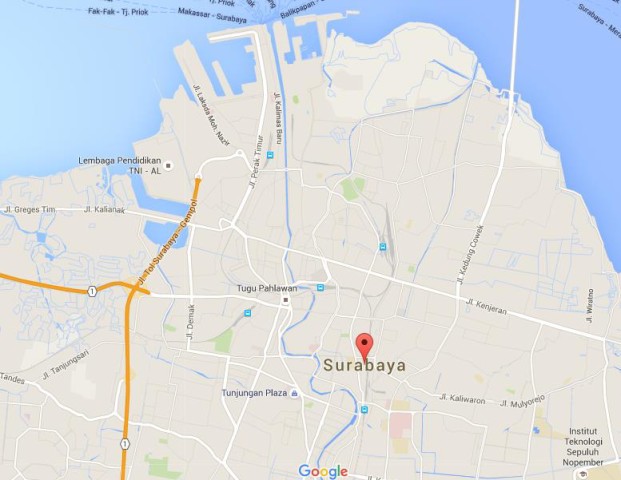 Tj. Priok
Fak-Fak - Tj. Priok
Makassar - Surabaya
Balikpapan -
Surabaya - Mera
Jl. Laksda Moh. Nazir
Jl. Kalimas Baru
Jl. Perak Timur
Lembaga Pendidikan
TNI - AL
Jl. Greges Tim
Jl. Kalianak
Jl. Tol Surabaya - Gempol
Jl. Kedung Cowek
1
Tugu Pahlawan
Jl. Kenjeran
Jl. Wiratno
Jl. Demak
Jl. Tanjungsari
Tandes
Surabaya
Tunjungan Plaza
Jl. Kaliwaron
Jl. Mulyorejo
1
Institut
Teknologi
Sepuluh
Nopember
Google